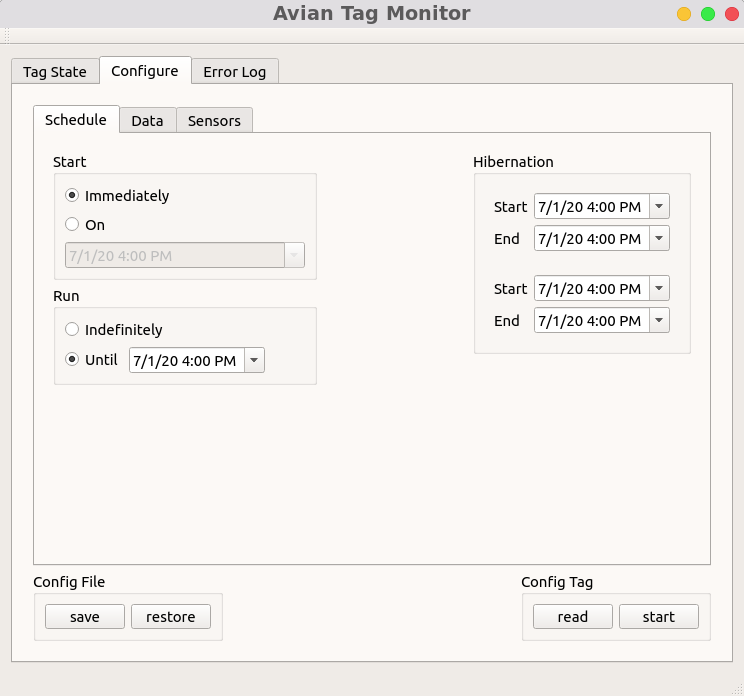 Avian Tag Monitor
Tag State Configure Error Log
Schedule Data Sensors
Start
Immediately
On
7/1/20 4:00 PM
Run
Indefinitely
Until 7/1/20 4:00 PM
Hibernation
Start 7/1/20 4:00 PM
End 7/1/20 4:00 PM
Start 7/1/20 4:00 PM
End 7/1/20 4:00 PM
Config File
save restore
Config Tag
read start